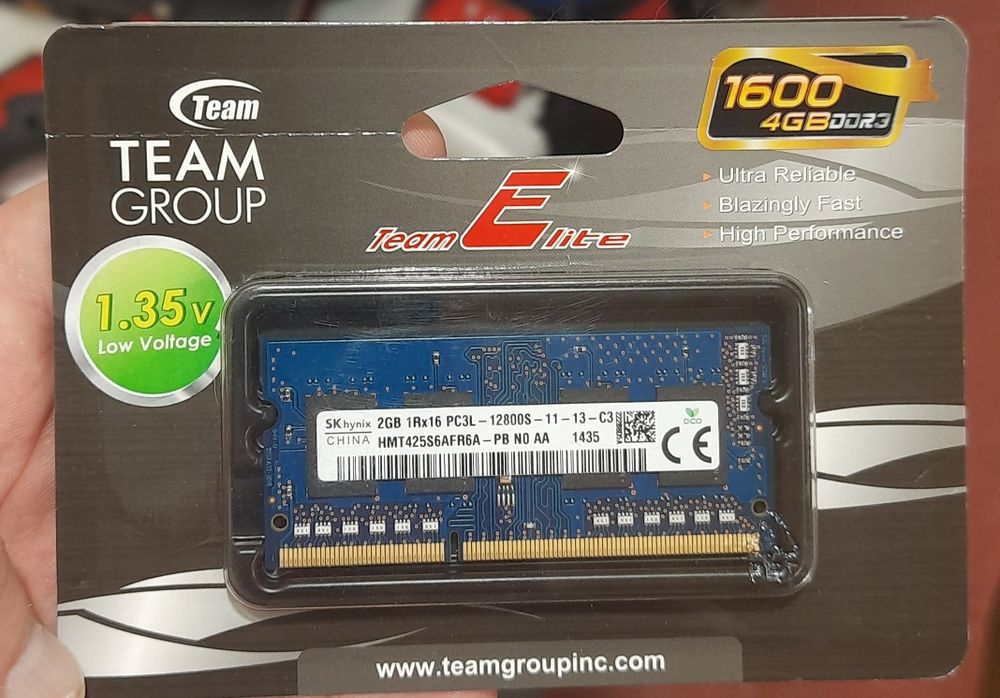 Team
TEAM
GROUP
1600
4GB DDR3
Ultra Reliable
Blazingly Fast
High Performance
Team Elite
1.35v
Low Voltage
SK hynix 2GB 1Rx16 PC3L-12800S-11-13-C3
CHINA HMT425S6AFR6A-PB N0 AA 1435
eco
CE
www.teamgroupinc.com